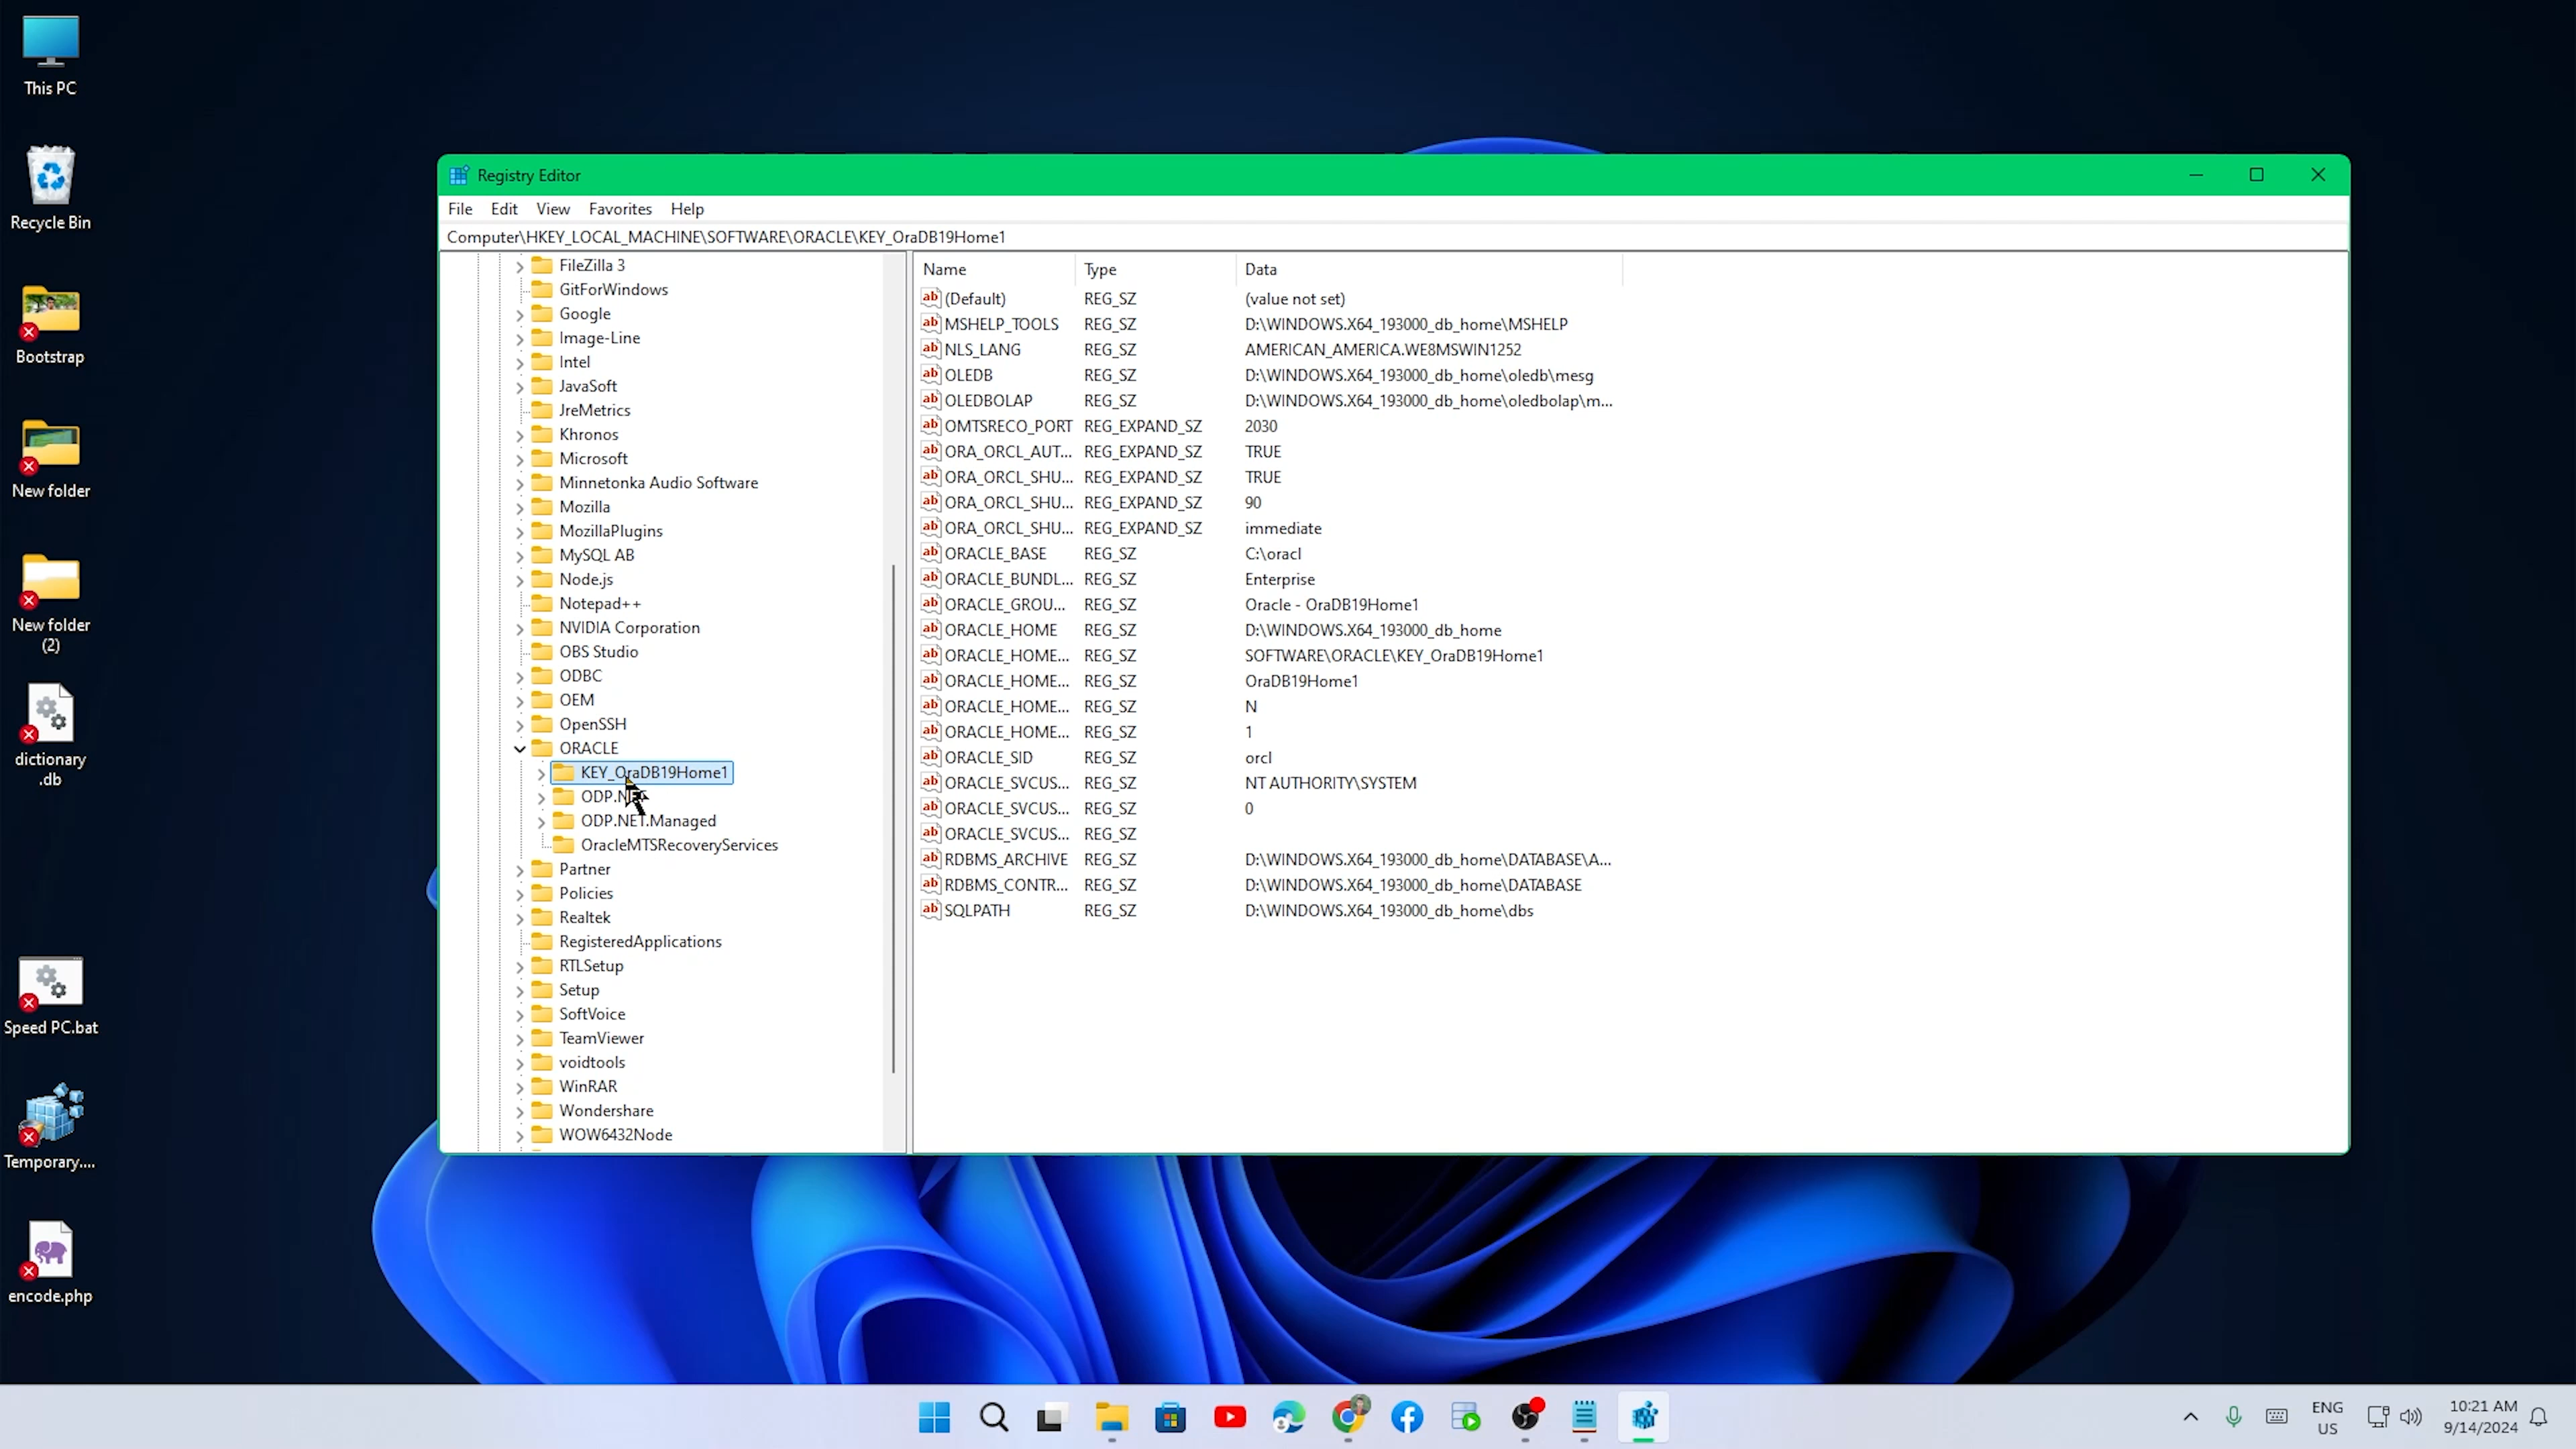 This PC
Recycle Bin
Bootstrap
New folder
New folder
(2)
dictionary
.db
Speed PC.bat
Temporary....
encode.php
Registry Editor
File Edit View Favorites Help
Computer\HKEY_LOCAL_MACHINE\SOFTWARE\ORACLE\KEY_OraDB19Home1
FileZilla 3
GitForWindows
Google
Image-Line
Intel
JavaSoft
JreMetrics
Khronos
Microsoft
Minnetonka Audio Software
Mozilla
MozillaPlugins
MySQL AB
Node.js
Notepad++
NVIDIA Corporation
OBS Studio
ODBC
OEM
OpenSSH
ORACLE
KEY_OraDB19Home1
ODP.NET
ODP.NET.Managed
OracleMTSRecoveryServices
Partner
Policies
Realtek
RegisteredApplications
RTLSetup
Setup
SoftVoice
TeamViewer
voidtools
WinRAR
Wondershare
WOW6432Node
Name Type Data
(Default) REG_SZ (value not set)
MSHELP_TOOLS REG_SZ D:\WINDOWS.X64_193000_db_home\MSHELP
NLS_LANG REG_SZ AMERICAN_AMERICA.WE8MSWIN1252
OLEDB REG_SZ D:\WINDOWS.X64_193000_db_home\oledb\mesg
OLEDBOLAP REG_SZ D:\WINDOWS.X64_193000_db_home\oledbolap\m...
OMTSRECO_PORT REG_EXPAND_SZ 2030
ORA_ORCL_AUT... REG_EXPAND_SZ TRUE
ORA_ORCL_SHU... REG_EXPAND_SZ TRUE
ORA_ORCL_SHU... REG_EXPAND_SZ 90
ORA_ORCL_SHU... REG_EXPAND_SZ immediate
ORACLE_BASE REG_SZ C:\oracl
ORACLE_BUNDL... REG_SZ Enterprise
ORACLE_GROU... REG_SZ Oracle - OraDB19Home1
ORACLE_HOME REG_SZ D:\WINDOWS.X64_193000_db_home
ORACLE_HOME... REG_SZ SOFTWARE\ORACLE\KEY_OraDB19Home1
ORACLE_HOME... REG_SZ OraDB19Home1
ORACLE_HOME... REG_SZ N
ORACLE_HOME... REG_SZ 1
ORACLE_SID REG_SZ orcl
ORACLE_SVCUS... REG_SZ NT AUTHORITY\SYSTEM
ORACLE_SVCUS... REG_SZ 0
ORACLE_SVCUS... REG_SZ
RDBMS_ARCHIVE REG_SZ D:\WINDOWS.X64_193000_db_home\DATABASE\A...
RDBMS_CONTR... REG_SZ D:\WINDOWS.X64_193000_db_home\DATABASE
SQLPATH REG_SZ D:\WINDOWS.X64_193000_db_home\dbs
ENG
US
10:21 AM
9/14/2024